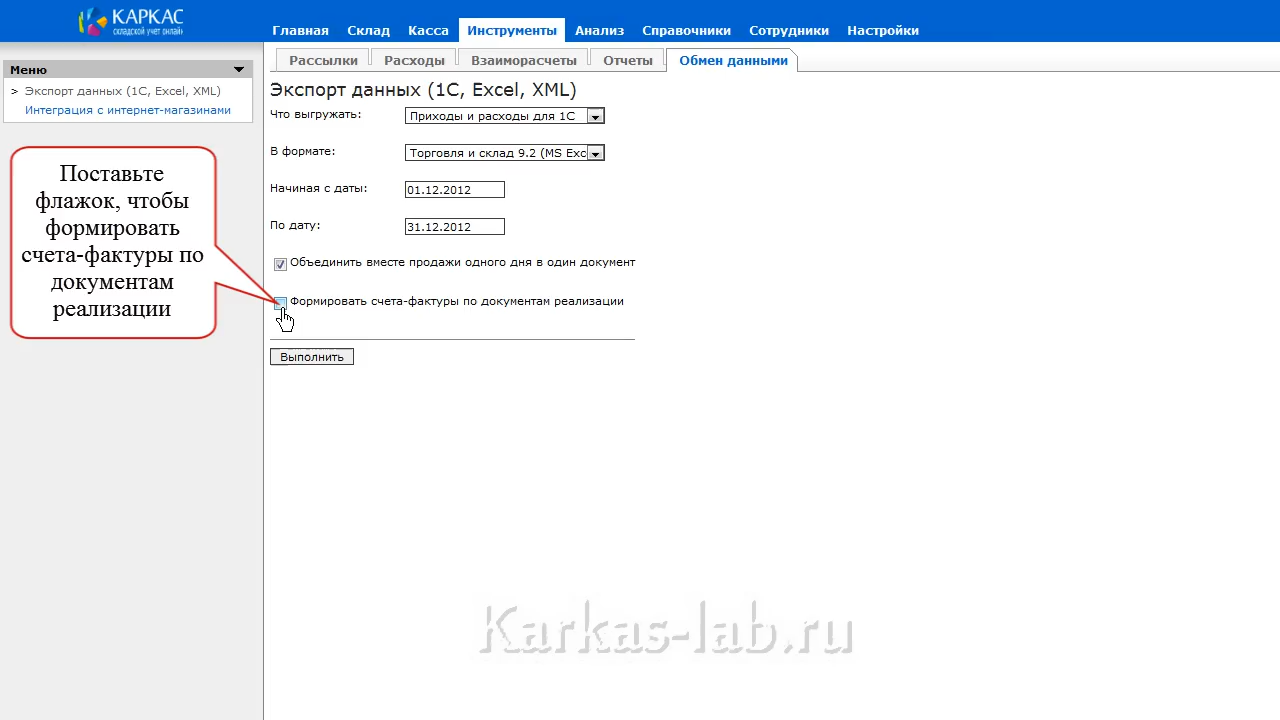 КАРКАС
складской учет онлайн
Главная Склад Касса Инструменты Анализ Справочники Сотрудники Настройки
Рассылки Расходы Взаиморасчеты Отчеты Обмен данными
Меню
> Экспорт данных (1C, Excel, XML)
Интеграция с интернет-магазинами
Экспорт данных (1C, Excel, XML)
Что выгружать: Приходы и расходы для 1С
В формате: Торговля и склад 9.2 (MS Exc
Начиная с даты: 01.12.2012
По дату: 31.12.2012
Объединить вместе продажи одного дня в один документ
Формировать счета-фактуры по документам реализации
Выполнить
Поставьте
флажок, чтобы
формировать
счета-фактуры по
документам
реализации
Karkas-lab.ru